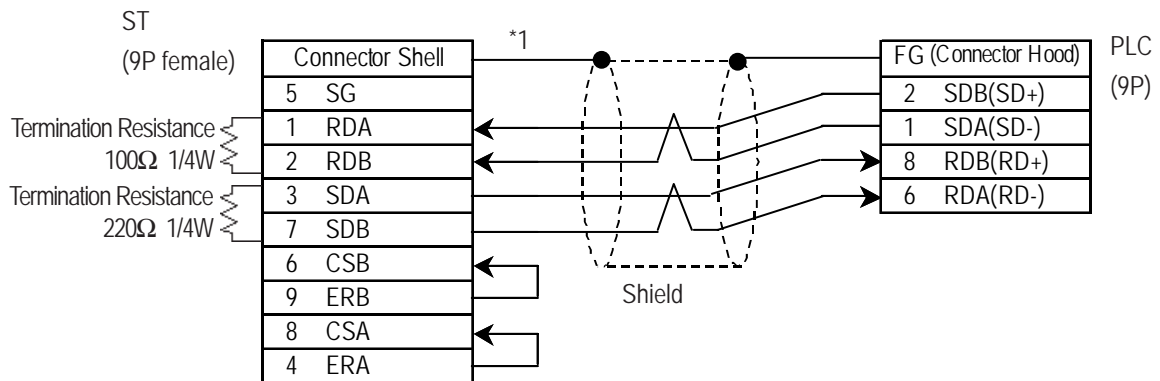 ST
(9P female)
*1
PLC
(9P)
Connector Shell
5 SG
1 RDA
2 RDB
3 SDA
7 SDB
6 CSB
9 ERB
8 CSA
4 ERA
Termination Resistance
100Ω 1/4W
Termination Resistance
220Ω 1/4W
Shield
FG (Connector Hood)
2 SDB(SD+)
1 SDA(SD-)
8 RDB(RD+)
6 RDA(RD-)